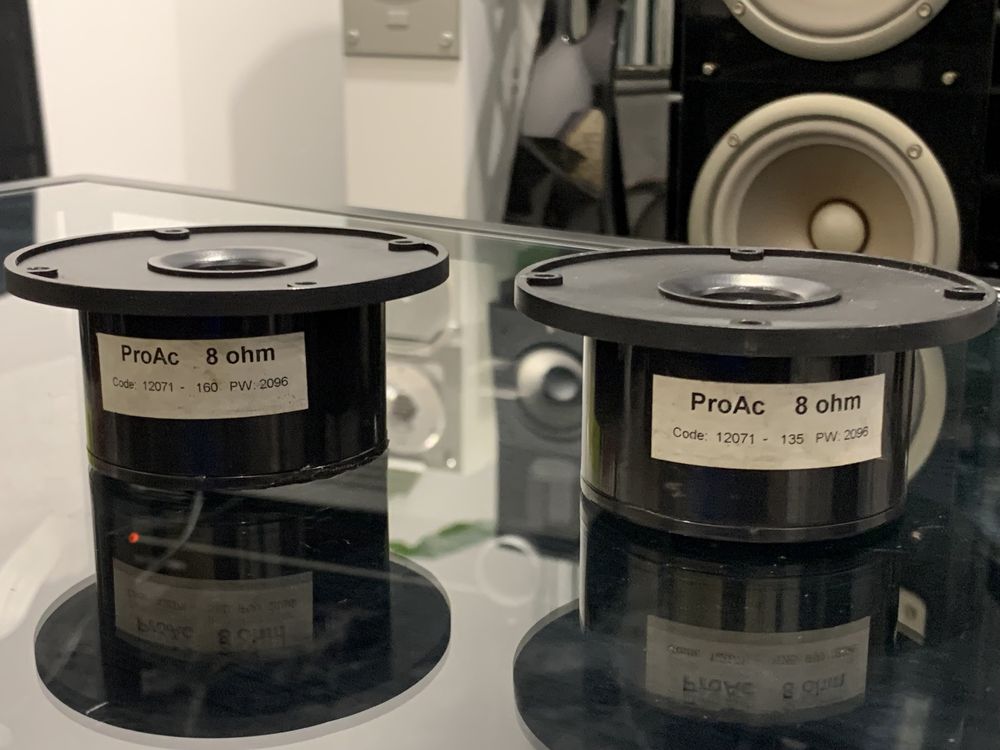 ProAc 8 ohm
Code: 12071 - 160 PW: 2096
ProAc 8 ohm
Code: 12071 - 135 PW: 2096